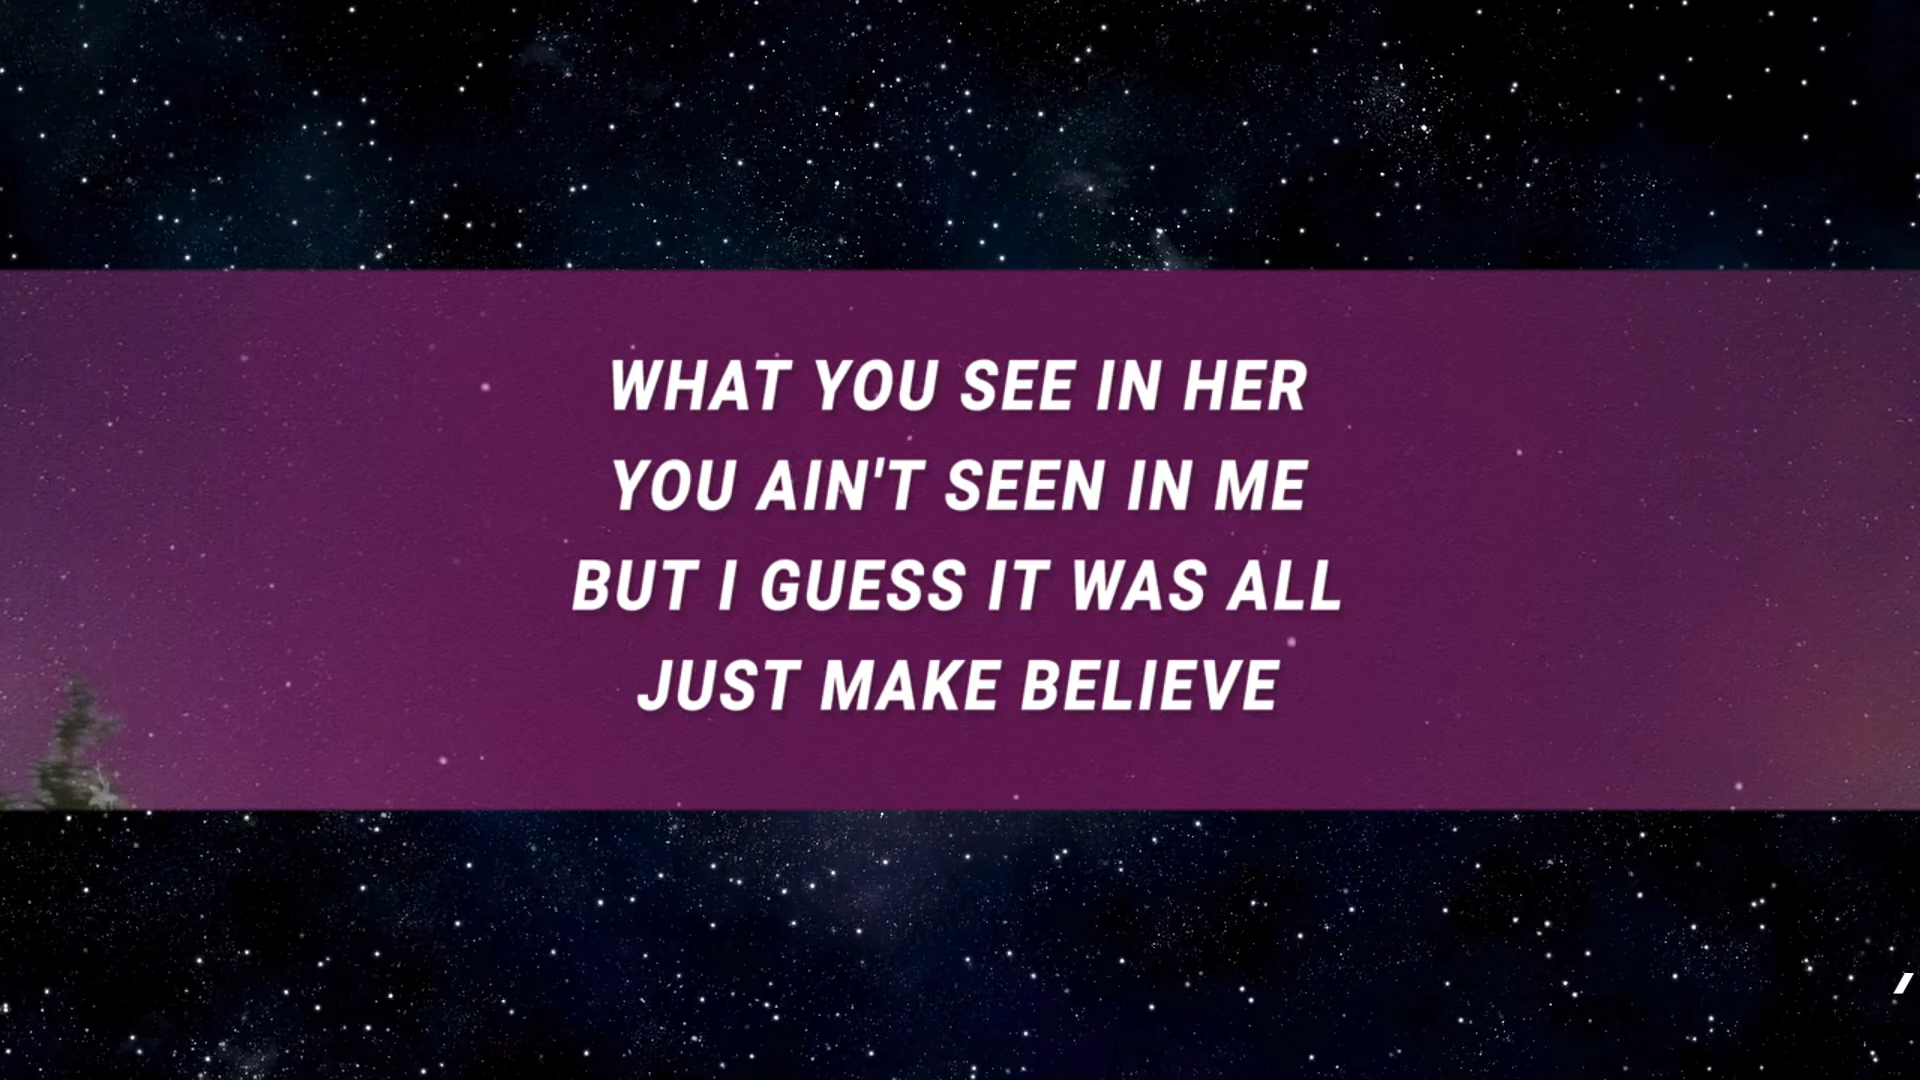 WHAT YOU SEE IN HER
YOU AIN'T SEEN IN ME
BUT I GUESS IT WAS ALL
JUST MAKE BELIEVE